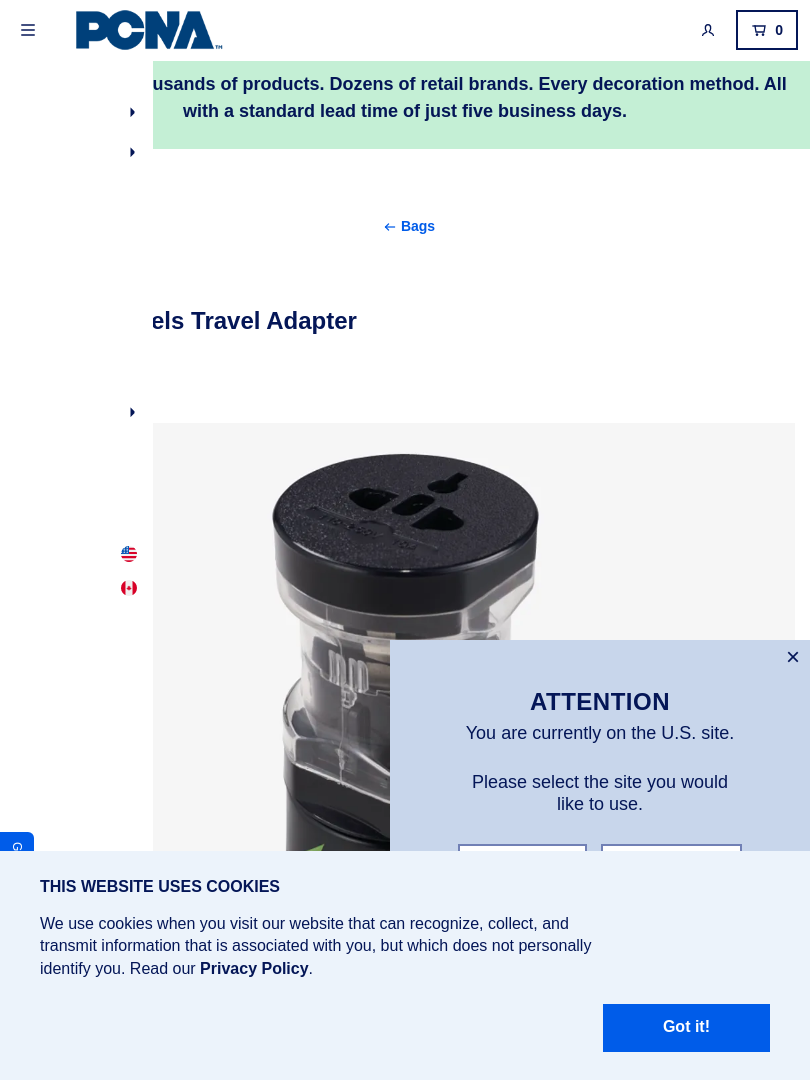 PCNA™
0
usands of products. Dozens of retail brands. Every decoration method. All
with a standard lead time of just five business days.
← Bags
els Travel Adapter
×
ATTENTION
You are currently on the U.S. site.
Please select the site you would
like to use.
G
THIS WEBSITE USES COOKIES
We use cookies when you visit our website that can recognize, collect, and
transmit information that is associated with you, but which does not personally
identify you. Read our Privacy Policy.
Got it!